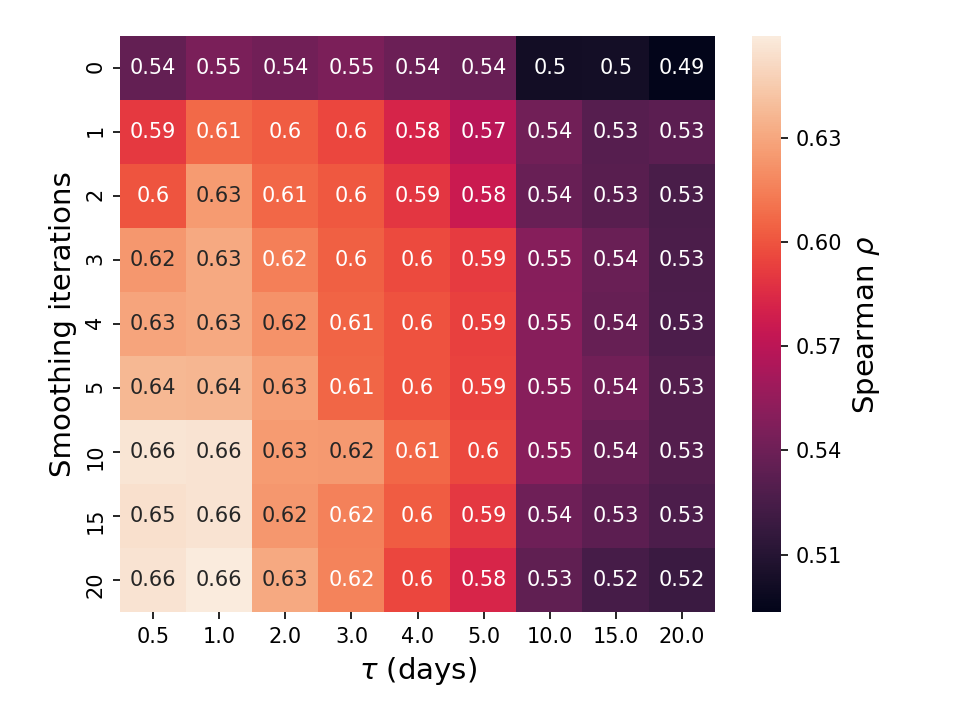 0 0.54 0.55 0.54 0.55 0.54 0.54 0.5 0.5 0.49
1 0.59 0.61 0.6 0.6 0.58 0.57 0.54 0.53 0.53
2 0.6 0.63 0.61 0.6 0.59 0.58 0.54 0.53 0.53
3 0.62 0.63 0.62 0.6 0.6 0.59 0.55 0.54 0.53
4 0.63 0.63 0.62 0.61 0.6 0.59 0.55 0.54 0.53
5 0.64 0.64 0.63 0.61 0.6 0.59 0.55 0.54 0.53
10 0.66 0.66 0.63 0.62 0.61 0.6 0.55 0.54 0.53
15 0.65 0.66 0.62 0.62 0.6 0.59 0.54 0.53 0.53
20 0.66 0.66 0.63 0.62 0.6 0.58 0.53 0.52 0.52
0.5 1.0 2.0 3.0 4.0 5.0 10.0 15.0 20.0
τ (days)
Smoothing iterations
0.63
0.60
0.57
0.54
0.51
Spearman ρ